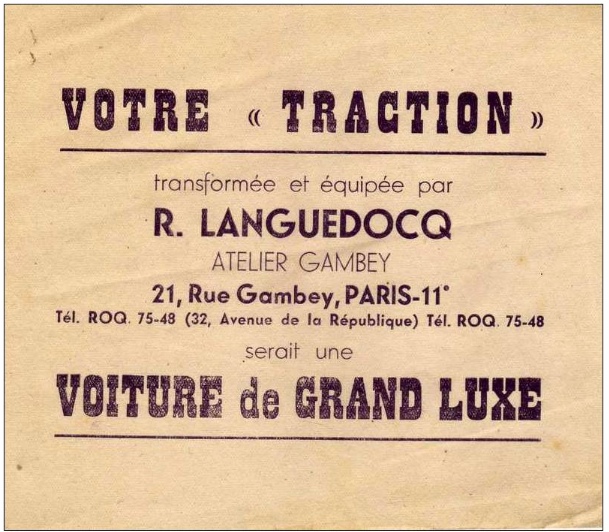 VOTRE « TRACTION »
transformée et équipée par
R. LANGUEDOCQ
ATELIER GAMBEY
21, Rue Gambey, PARIS-11°
Tél. ROQ. 75-48 (32, Avenue de la République) Tél. ROQ. 75-48
serait une
VOITURE de GRAND LUXE